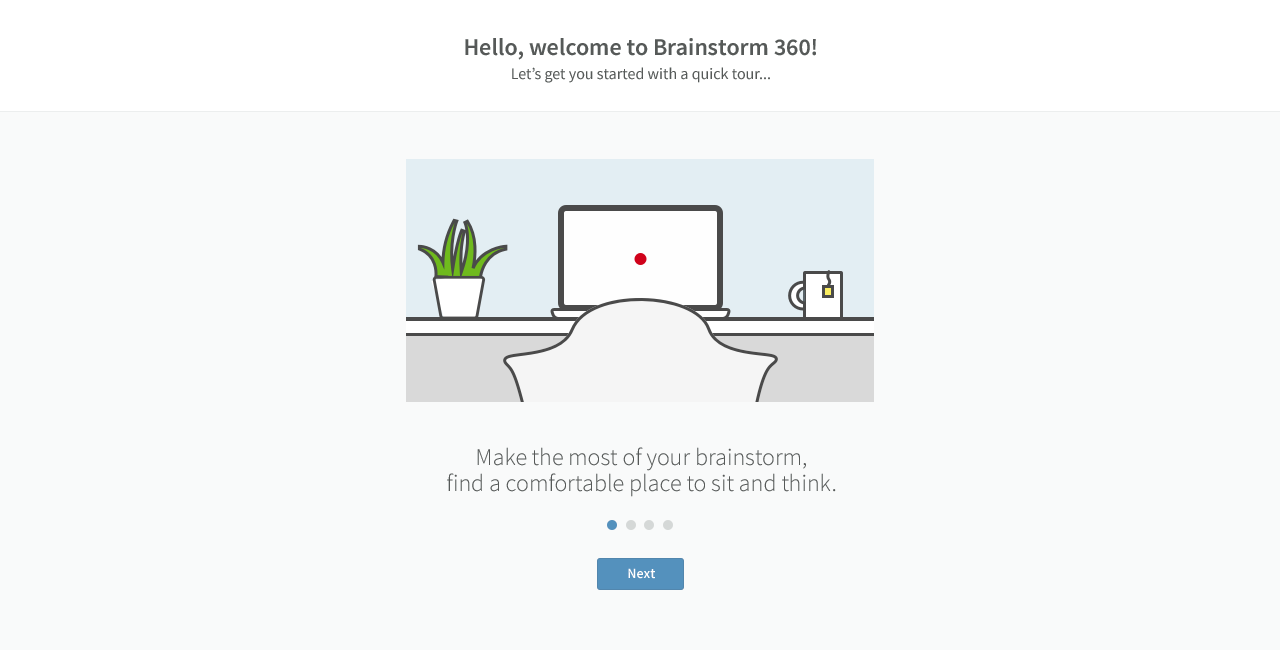 Hello, welcome to Brainstorm 360!
Let’s get you started with a quick tour...
Make the most of your brainstorm,
find a comfortable place to sit and think.
Next